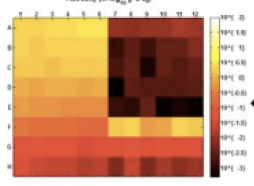 1 2 3 4 5 6 7 8 9 10 11 12
A
B
C
D
E
F
G
H
10^( 2)
10^( 1.5)
10^( 1)
10^( 0.5)
10^( 0)
10^(-0.5)
10^( -1)
10^(-1.5)
10^( -2)
10^(-2.5)
10^( -3)